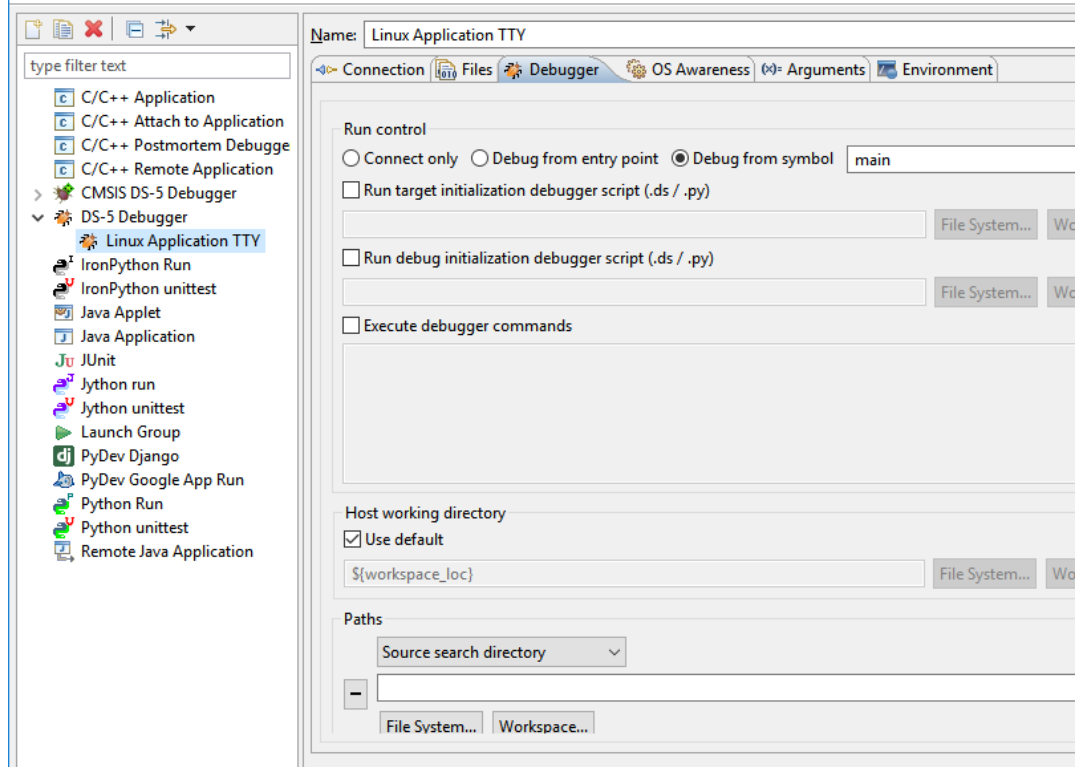 Name: Linux Application TTY
type filter text
C/C++ Application
C/C++ Attach to Application
C/C++ Postmortem Debugge
C/C++ Remote Application
CMSIS DS-5 Debugger
DS-5 Debugger
Linux Application TTY
IronPython Run
IronPython unittest
Java Applet
Java Application
JUnit
Jython run
Jython unittest
Launch Group
PyDev Django
PyDev Google App Run
Python Run
Python unittest
Remote Java Application
Connection Files Debugger OS Awareness Arguments Environment
Run control
Connect only Debug from entry point Debug from symbol main
Run target initialization debugger script (.ds / .py)
File System... Wo
Run debug initialization debugger script (.ds / .py)
File System... Wo
Execute debugger commands
Host working directory
Use default
${workspace_loc} File System... Wo
Paths
Source search directory
File System... Workspace...